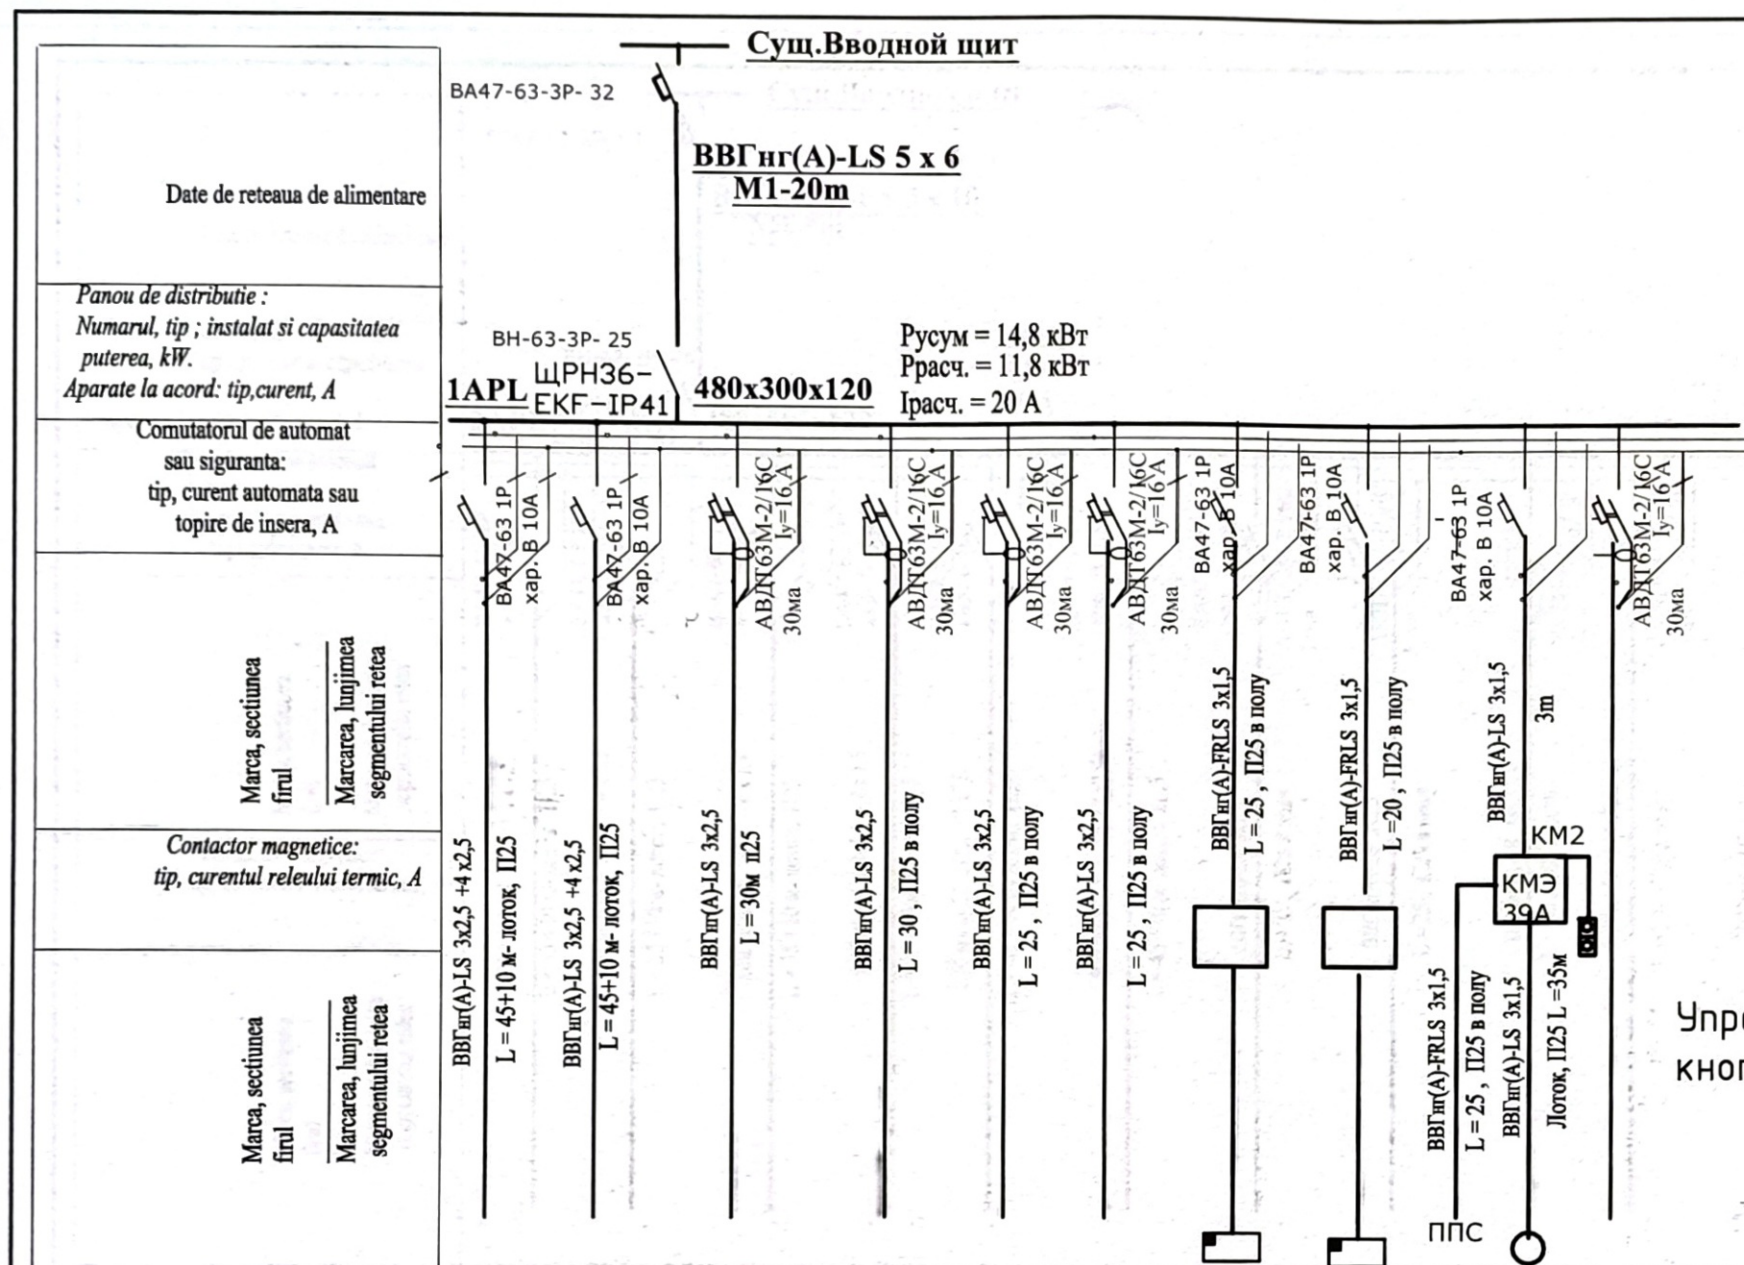 Сущ.Вводной щит
ВА47-63-3Р- 32
ВВГнг(А)-LS 5 x 6
M1-20m
Date de reteaua de alimentare
Panou de distributie :
Numarul, tip ; instalat si capasitatea
puterea, kW.
Aparate la acord: tip,curent, A
ВН-63-3Р- 25
1APL
ЩРН36-
EKF-IP41
480x300x120
Русум = 14,8 кВт
Ррасч. = 11,8 кВт
Iрасч. = 20 А
Comutatorul de automat
sau siguranta:
tip, curent automata sau
topire de insera, A
ВА47-63 1Р
хар. В 10А
ВА47-63 1Р
хар. В 10А
АВДТ63М-2/16С
Iу=16 А
30ма
АВДТ63М-2/16С
Iу=16 А
30ма
АВДТ63М-2/16С
Iу=16 А
30ма
АВДТ63М-2/16С
Iу=16 А
30ма
ВА47-63 1Р
хар. В 10А
ВА47-63 1Р
хар. В 10А
ВА47-63 1Р
хар. В 10А
АВДТ63М-2/16С
Iу=16 А
30ма
Marca, sectiunea
firul
Marcarea, lunjimea
segmentului retea
Contactor magnetice:
tip, curentul releului termic, A
Marca, sectiunea
firul
Marcarea, lunjimea
segmentului retea
ВВГнг(А)-LS 3x2,5 +4 x2,5
L = 45+10 м- лоток, П25
ВВГнг(А)-LS 3x2,5 +4 x2,5
L = 45+10 м- лоток, П25
ВВГнг(А)-LS 3x2,5
L = 30м п25
ВВГнг(А)-LS 3x2,5
L = 30 , П25 в полу
ВВГнг(А)-LS 3x2,5
L = 25 , П25 в полу
ВВГнг(А)-LS 3x2,5
L = 25 , П25 в полу
ВВГнг(А)-FRLS 3x1,5
L = 25 , П25 в полу
ВВГнг(А)-FRLS 3x1,5
L =20 , П25 в полу
ВВГнг(А)-LS 3x1,5
3m
КМ2
КМЭ
39А
ВВГнг(А)-FRLS 3x1,5
L = 25 , П25 в полу
ВВГнг(А)-LS 3x1,5
Лоток, П25 L =35м
ППС